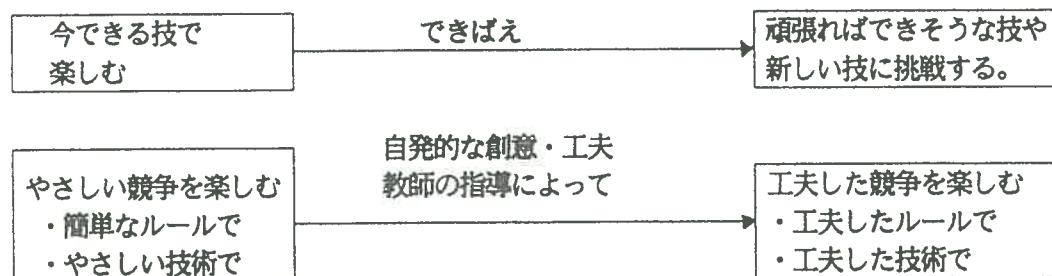 今できる技で
楽しむ
できばえ
頑張ればできそうな技や
新しい技に挑戦する。
やさしい競争を楽しむ
・簡単なルールで
・やさしい技術で
自発的な創意・工夫
教師の指導によって
工夫した競争を楽しむ
・工夫したルールで
・工夫した技術で